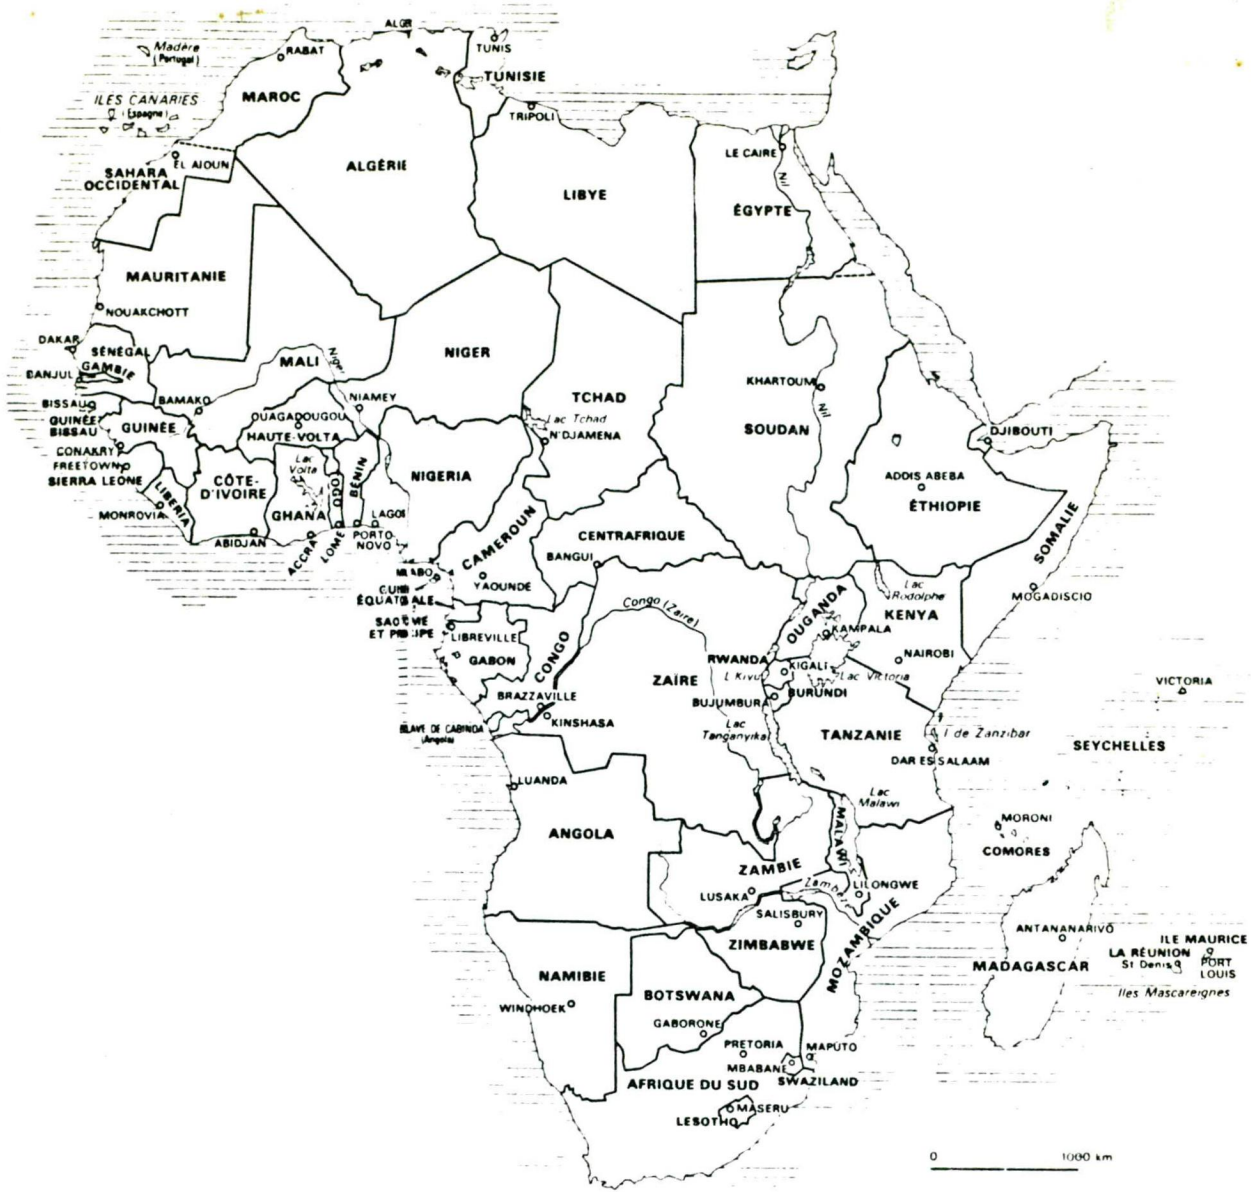 ALGER
Madère
(Portugal)
RABAT
TUNIS
TUNISIE
MAROC
ILES CANARIES
(Espagne)
TRIPOLI
EL AIOUN
SAHARA
OCCIDENTAL
ALGÉRIE
LIBYE
LE CAIRE
Nil
ÉGYPTE
MAURITANIE
NOUAKCHOTT
DAKAR
SÉNÉGAL
GAMBIE
BANJUL
MALI
Niger
NIGER
TCHAD
KHARTOUM
Nil
BISSAU
GUINÉE
BISSAU
BAMAKO
GUINÉE
OUAGADOUGOU
HAUTE-VOLTA
NIAMEY
Lac Tchad
N'DJAMENA
SOUDAN
DJIBOUTI
CONAKRY
FREETOWN
SIERRA LEONE
LIBERIA
MONROVIA
CÔTE-
D'IVOIRE
ABIDJAN
Lac
Volta
GHANA
ACCRA
TOGO
LOMÉ
BÉNIN
PORTO
NOVO
LAGOS
NIGERIA
ADDIS ABEBA
ÉTHIOPIE
SOMALIE
MOGADISCIO
CAMEROUN
YAOUNDE
CENTRAFRIQUE
BANGUI
ÉQUATORIALE
ET PRINCIPE
LIBREVILLE
GABON
CONGO
Congo (Zaïre)
BRAZZAVILLE
KINSHASA
ZAÏRE
OUGANDA
KAMPALA
Lac
Rodolphe
KENYA
NAIROBI
RWANDA
KIGALI
L Kivu
Lac Victoria
BUJUMBURA
BURUNDI
Lac
Tanganyika
TANZANIE
I de Zanzibar
DAR ES SALAAM
VICTORIA
SEYCHELLES
DE CABINDA
(Angola)
LUANDA
ANGOLA
Lac
Malawi
MALAWI
LILONGWE
MORONI
COMORES
ZAMBIE
LUSAKA
Zambèze
SALISBURY
ZIMBABWE
MOZAMBIQUE
ANTANANARIVO
MADAGASCAR
ILE MAURICE
LA RÉUNION
St Denis
PORT
LOUIS
Iles Mascareignes
NAMIBIE
WINDHOEK
BOTSWANA
GABORONE
PRETORIA
MAPUTO
MBABANE
SWAZILAND
AFRIQUE DU SUD
MASERU
LESOTHO
0 1000 km